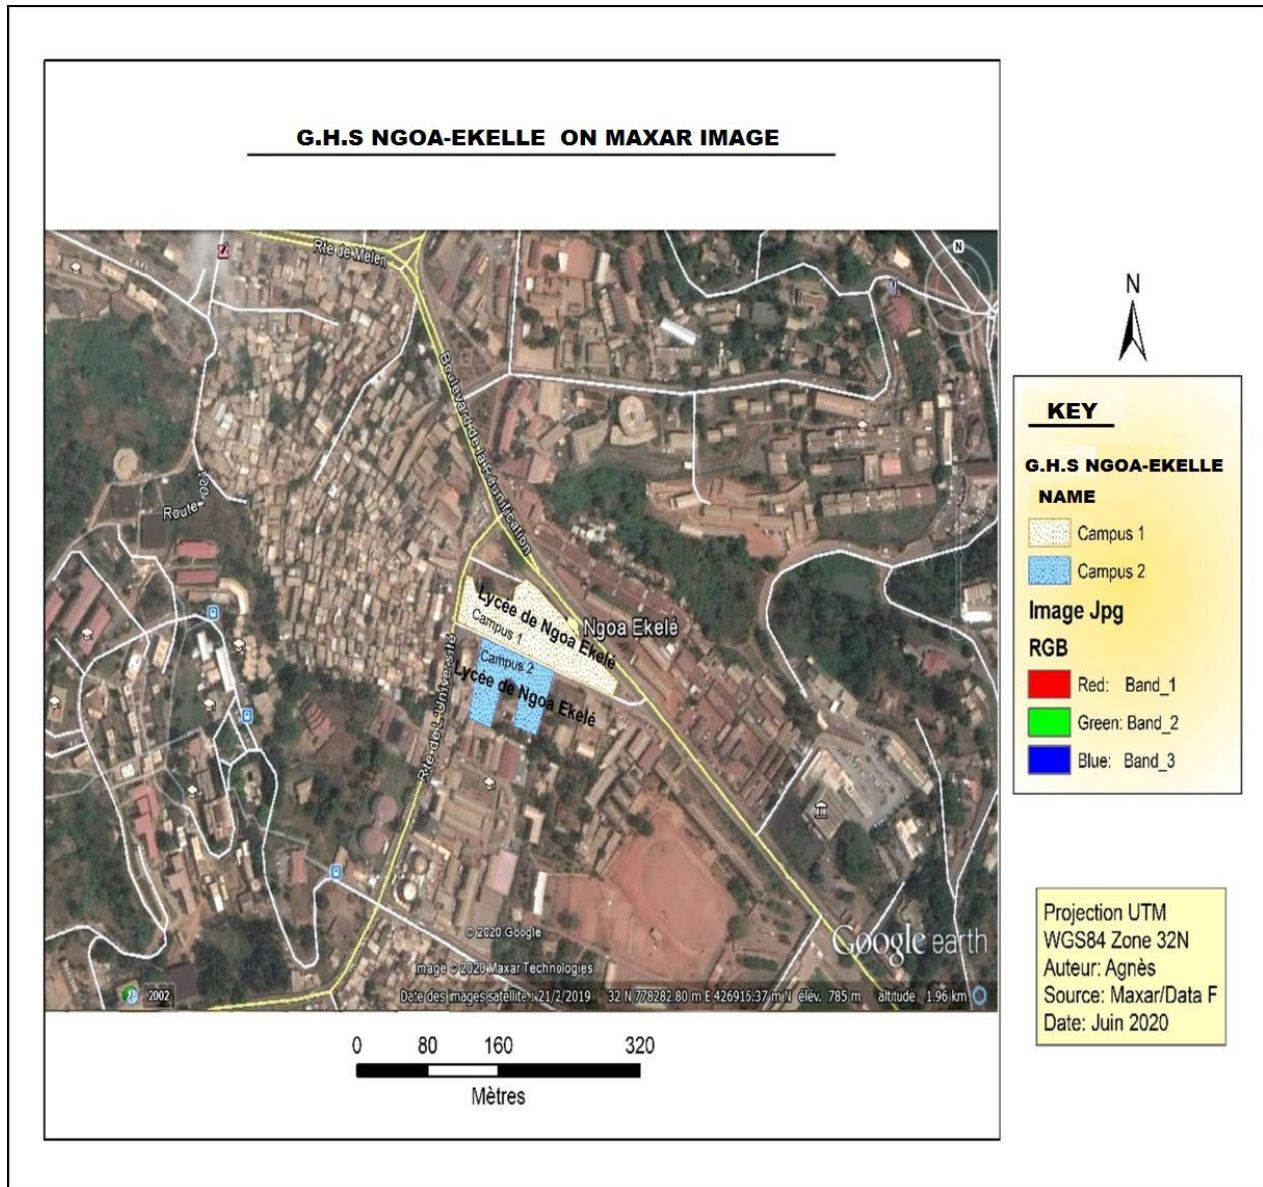 G.H.S NGOA-EKELLE ON MAXAR IMAGE
Rte de Melen
N
Boulevard de la Réunification
Route
Lycée de Ngoa Ekelé
Campus 1
Ngoa Ekelé
Campus 2
Lycée de Ngoa Ekelé
Rte de L'Université
© 2020 Google
Image © 2020 Maxar Technologies
Google earth
2002
Date des images satellite : 21/2/2019 32 N 778282.80 m E 426916.37 m N élév. 785 m altitude 1.96 km
0 80 160 320
Mètres
N
KEY
G.H.S NGOA-EKELLE
NAME
Campus 1
Campus 2
Image Jpg
RGB
Red: Band_1
Green: Band_2
Blue: Band_3
Projection UTM
WGS84 Zone 32N
Auteur: Agnès
Source: Maxar/Data F
Date: Juin 2020